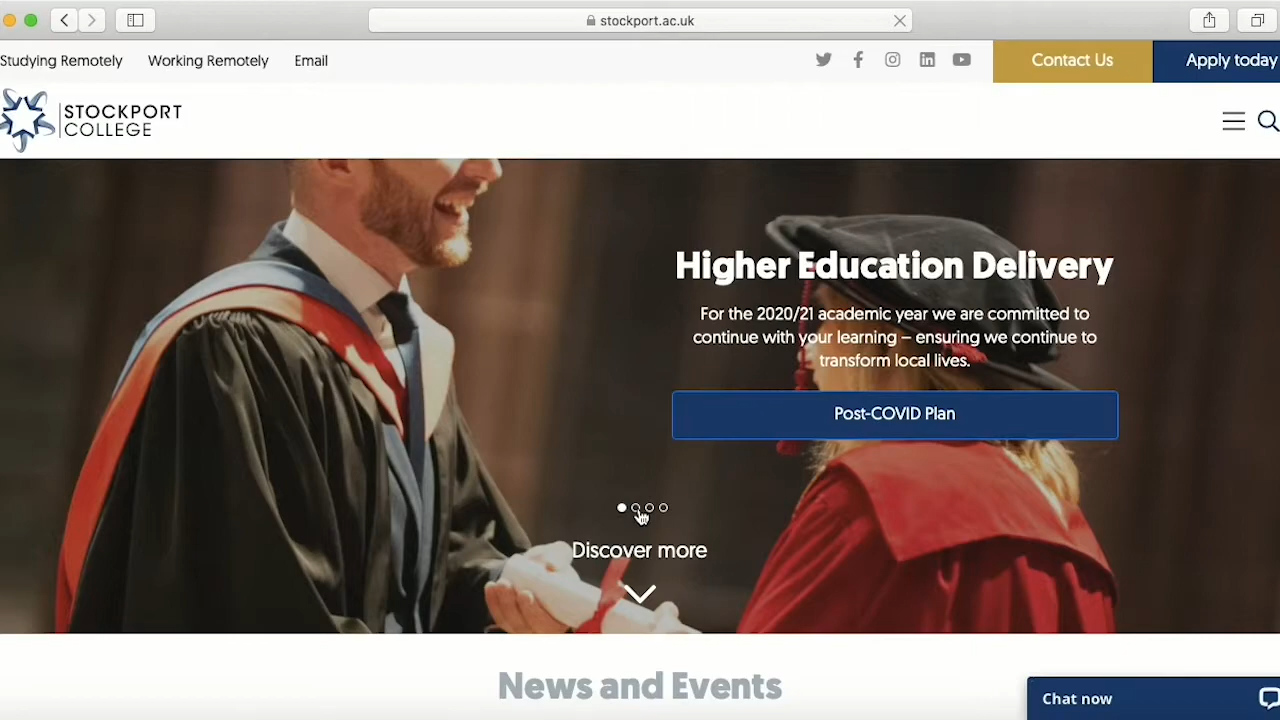 stockport.ac.uk
Studying Remotely Working Remotely Email
Contact Us
Apply today
STOCKPORT
COLLEGE
Higher Education Delivery
For the 2020/21 academic year we are committed to
continue with your learning – ensuring we continue to
transform local lives.
Post-COVID Plan
Discover more
News and Events
Chat now